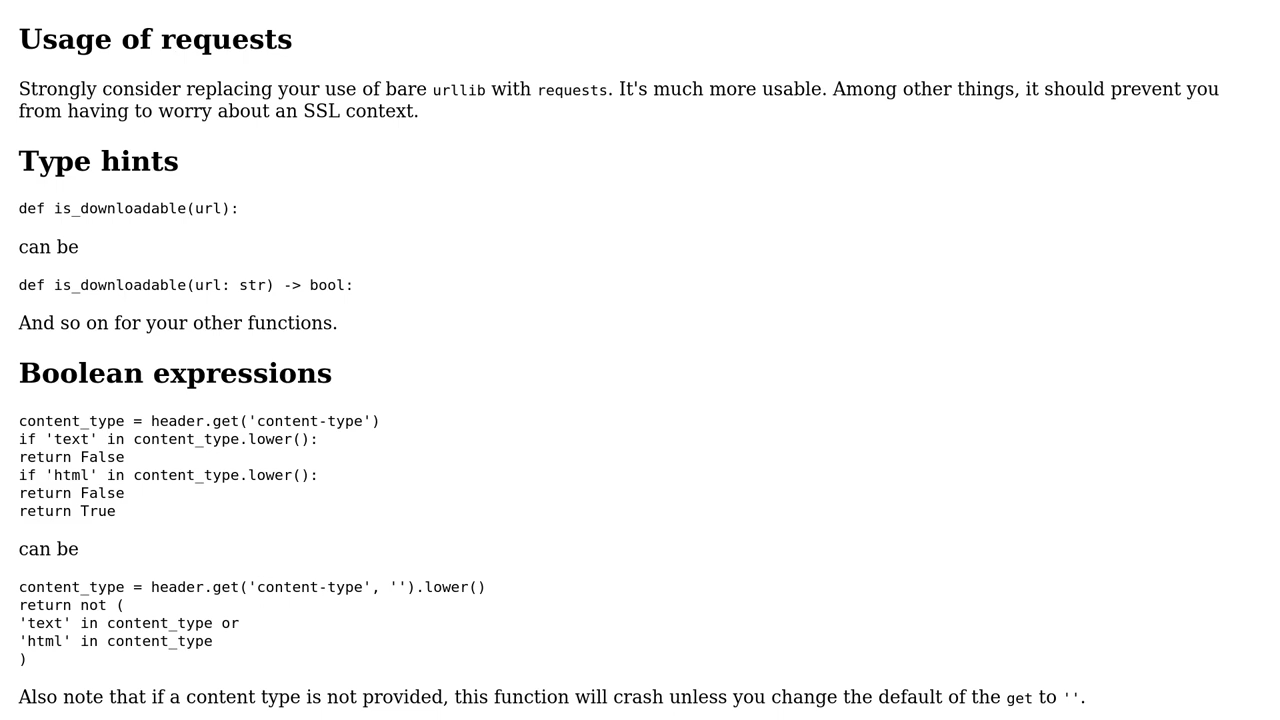 Usage of requests
Strongly consider replacing your use of bare urllib with requests. It's much more usable. Among other things, it should prevent you
from having to worry about an SSL context.
Type hints
def is_downloadable(url):
can be
def is_downloadable(url: str) -> bool:
And so on for your other functions.
Boolean expressions
content_type = header.get('content-type')
if 'text' in content_type.lower():
return False
if 'html' in content_type.lower():
return False
return True
can be
content_type = header.get('content-type', '').lower()
return not (
'text' in content_type or
'html' in content_type
)
Also note that if a content type is not provided, this function will crash unless you change the default of the get to ''.